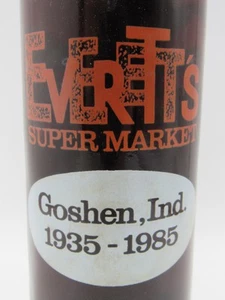 EVERETT'S
SUPER MARKET
Goshen, Ind.
1935 - 1985